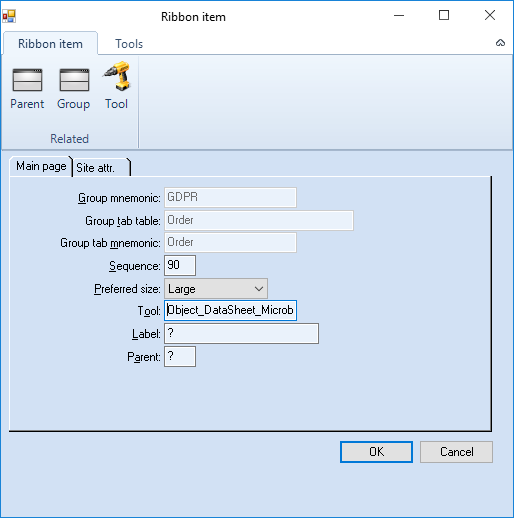 Ribbon item
Ribbon item Tools
Parent Group Tool
Related
Main page Site attr.
Group mnemonic: GDPR
Group tab table: Order
Group tab mnemonic: Order
Sequence: 90
Preferred size: Large
Tool: Object_DataSheet_Microb
Label: ?
Parent: ?
OK Cancel